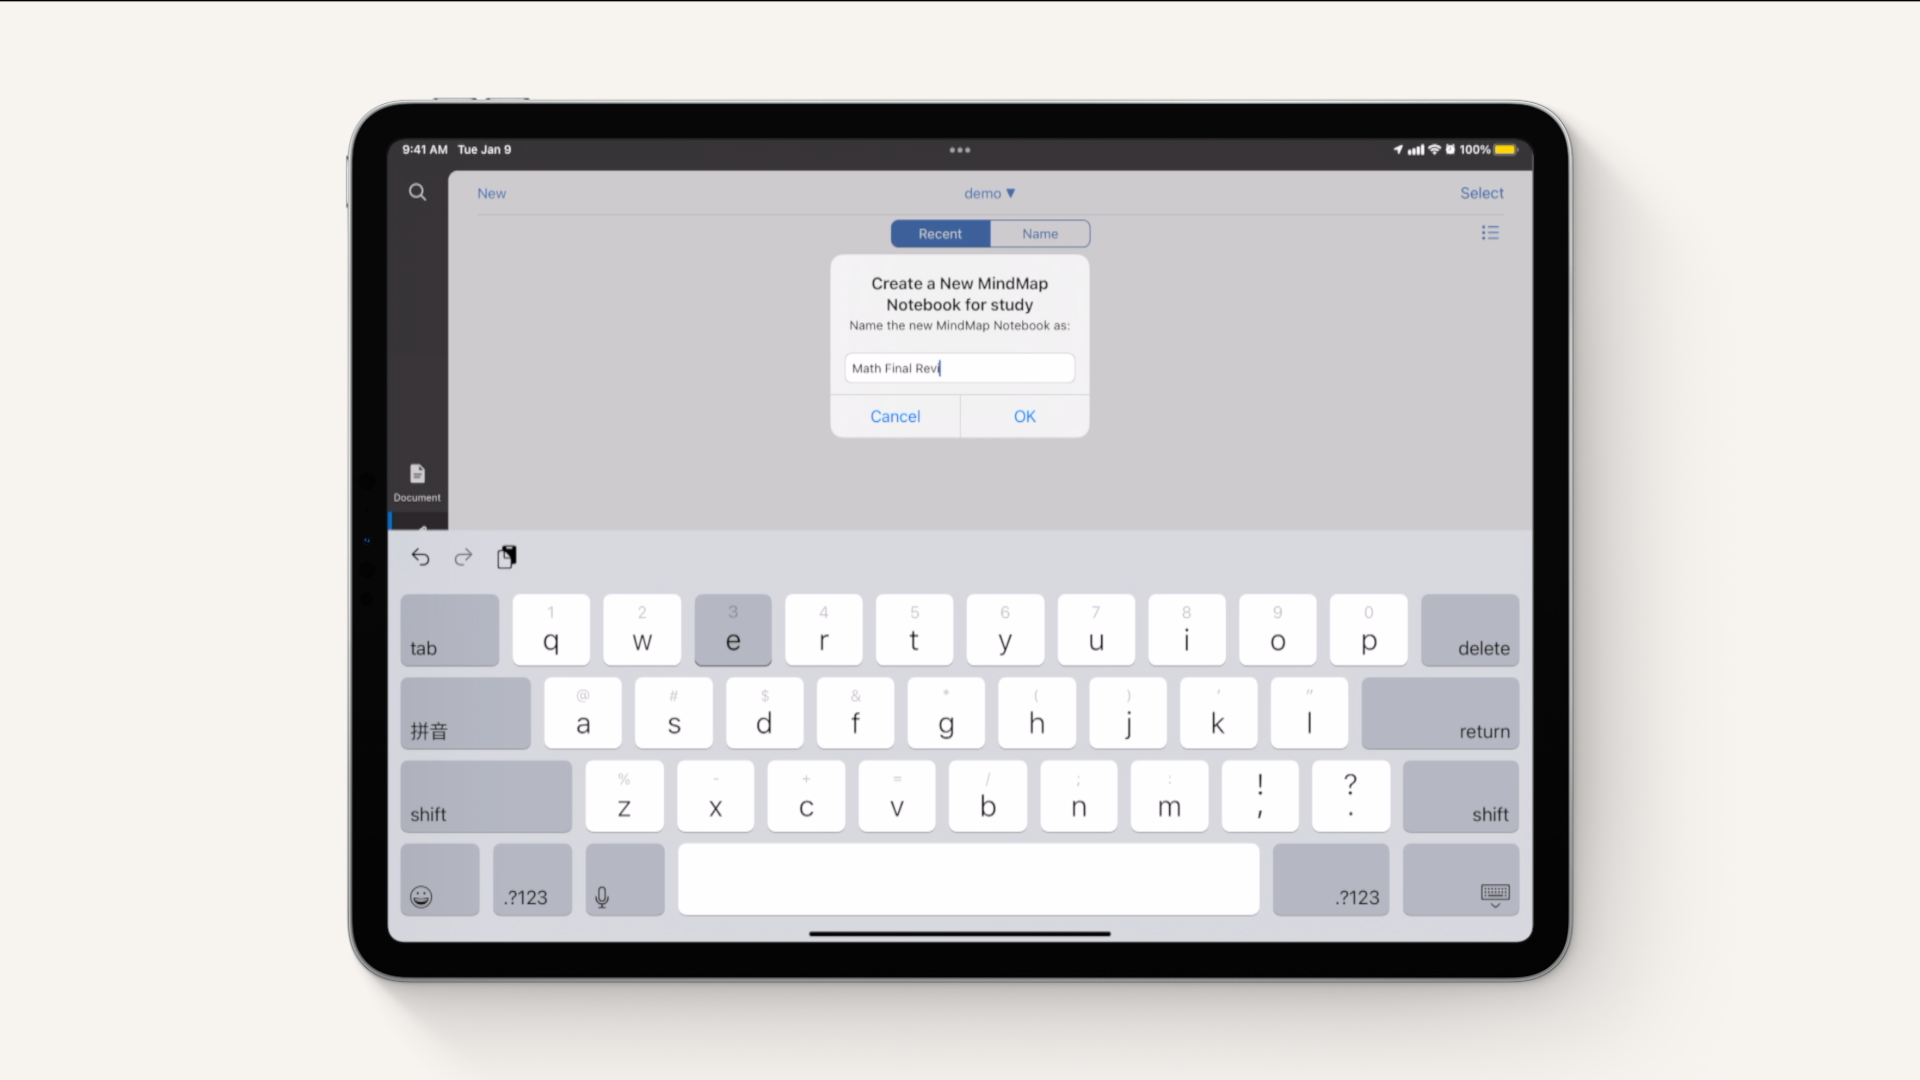 9:41 AM Tue Jan 9
100%
New
demo ▼
Select
Recent
Name
Create a New MindMap
Notebook for study
Name the new MindMap Notebook as:
Math Final Revi
Cancel
OK
Document
tab
1 2 3 4 5 6 7 8 9 0
q w e r t y u i o p
delete
拼音
@ # $ & * ( ) ' "
a s d f g h j k l
return
shift
% - + = / ; : ! ?
z x c v b n m , .
shift
.?123
.?123